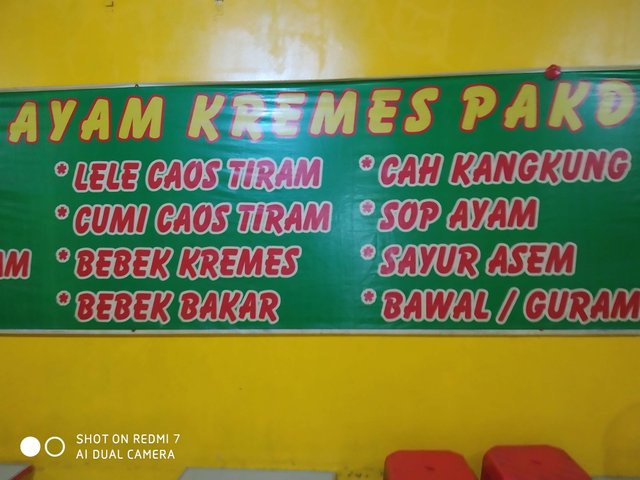 AYAM KREMES PAKD
* LELE CAOS TIRAM
* CUMI CAOS TIRAM
* BEBEK KREMES
* BEBEK BAKAR
* CAH KANGKUNG
* SOP AYAM
* SAYUR ASEM
* BAWAL / GURAM
AM
SHOT ON REDMI 7
AI DUAL CAMERA